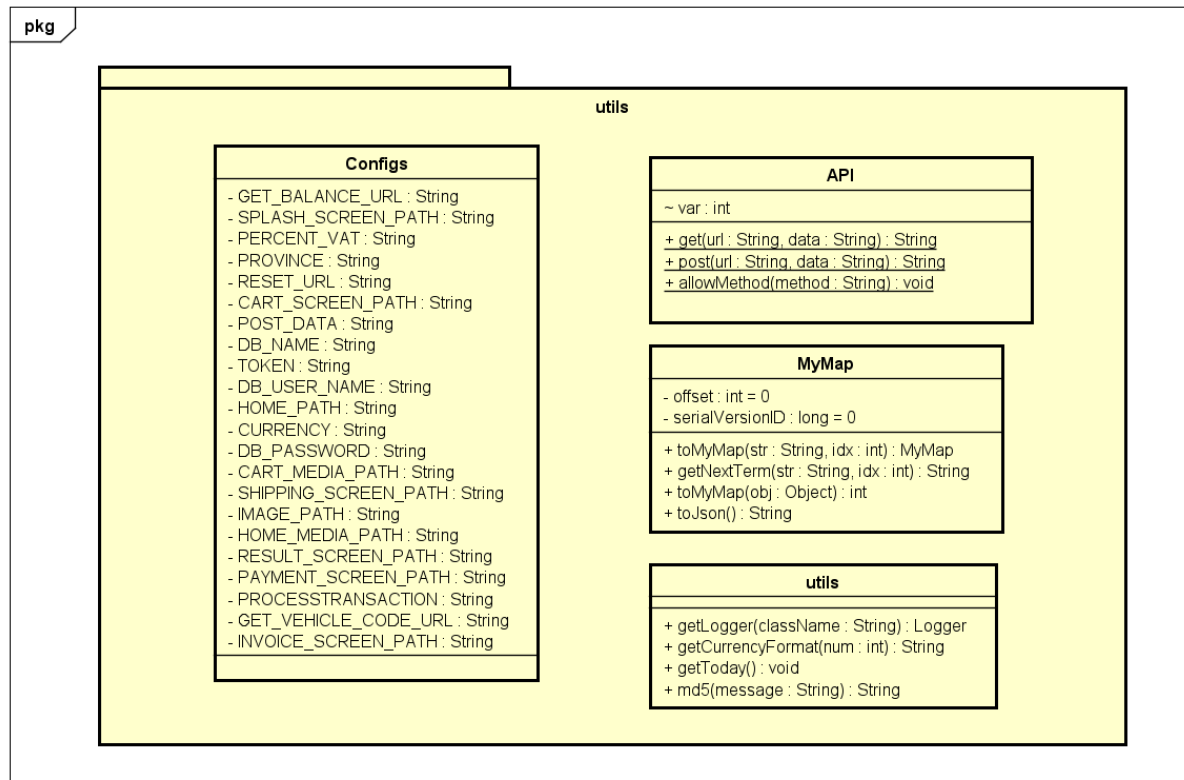 pkg
utils
Configs
- GET_BALANCE_URL : String
- SPLASH_SCREEN_PATH : String
- PERCENT_VAT : String
- PROVINCE : String
- RESET_URL : String
- CART_SCREEN_PATH : String
- POST_DATA : String
- DB_NAME : String
- TOKEN : String
- DB_USER_NAME : String
- HOME_PATH : String
- CURRENCY : String
- DB_PASSWORD : String
- CART_MEDIA_PATH : String
- SHIPPING_SCREEN_PATH : String
- IMAGE_PATH : String
- HOME_MEDIA_PATH : String
- RESULT_SCREEN_PATH : String
- PAYMENT_SCREEN_PATH : String
- PROCESSTRANSACTION : String
- GET_VEHICLE_CODE_URL : String
- INVOICE_SCREEN_PATH : String
API
~ var : int
+ get(url : String, data : String) : String
+ post(url : String, data : String) : String
+ allowMethod(method : String) : void
MyMap
- offset : int = 0
- serialVersionID : long = 0
+ toMyMap(str : String, idx : int) : MyMap
+ getNextTerm(str : String, idx : int) : String
+ toMyMap(obj : Object) : int
+ toJson() : String
utils
+ getLogger(className : String) : Logger
+ getCurrencyFormat(num : int) : String
+ getToday() : void
+ md5(message : String) : String